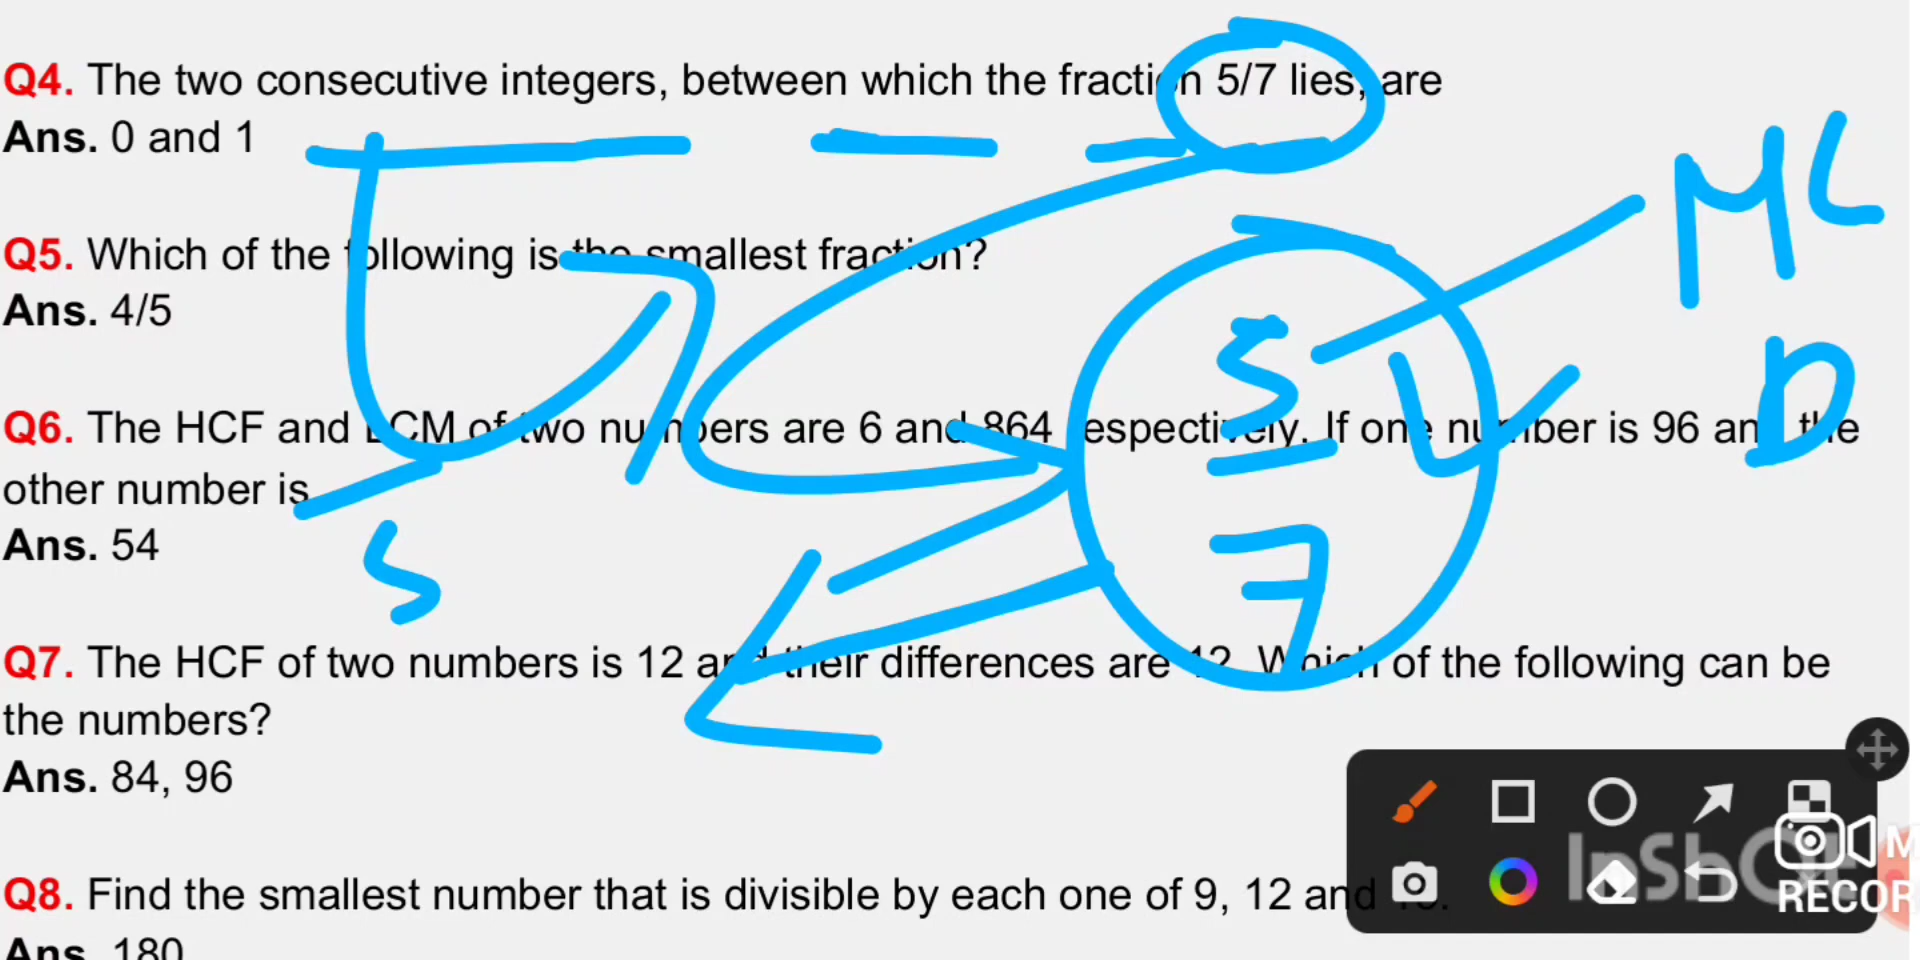 Q4. The two consecutive integers, between which the fraction 5/7 lies, are
Ans. 0 and 1
Q5. Which of the following is the smallest fraction?
Ans. 4/5
Q6. The HCF and LCM of two numbers are 6 and 864 respectively. If one number is 96 and the
other number is
Ans. 54
Q7. The HCF of two numbers is 12 and their differences are 12. Which of the following can be
the numbers?
Ans. 84, 96
Q8. Find the smallest number that is divisible by each one of 9, 12 and
Ans. 180
5
7
5
7
D
InSh
RECOR